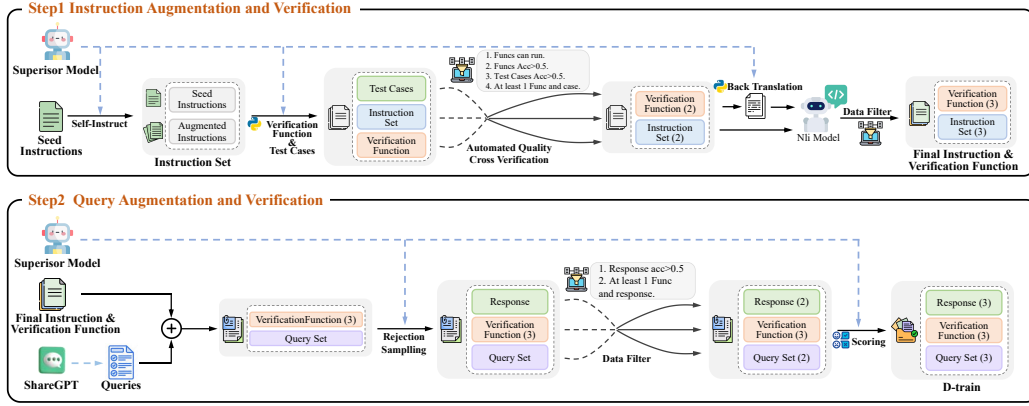 Step1 Instruction Augmentation and Verification
Superisor Model
Seed
Instructions
Self-Instruct
Seed
Instructions
Augmented
Instructions
Instruction Set
Verification
Function
&
Test Cases
Test Cases
Instruction
Set
Verification
Function
1. Funcs can run.
2. Funcs Acc>0.5.
3. Test Cases Acc>0.5.
4. At least 1 Func and case.
Automated Quality
Cross Verification
Verification
Function (2)
Instruction
Set (2)
Back Translation
Nli Model
Data Filter
Verification
Function (3)
Instruction
Set (3)
Final Instruction &
Verification Function
Step2 Query Augmentation and Verification
Superisor Model
Final Instruction &
Verification Function
ShareGPT
Queries
VerificationFunction (3)
Query Set
Rejection
Samplling
Response
Verification
Function (3)
Query Set
1. Response acc>0.5
2. At least 1 Func
and response.
Data Filter
Response (2)
Verification
Function (3)
Query Set (2)
Scoring
Response (3)
Verification
Function (3)
Query Set (3)
D-train